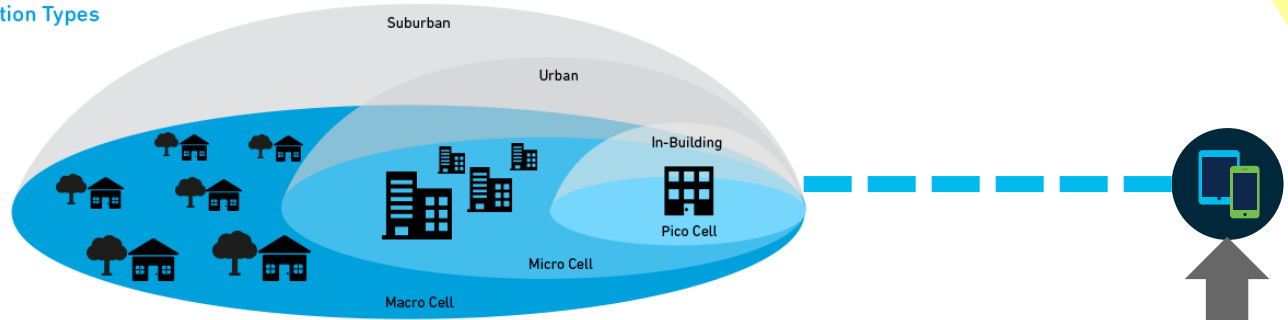 tion Types
Suburban
Urban
In-Building
Pico Cell
Micro Cell
Macro Cell